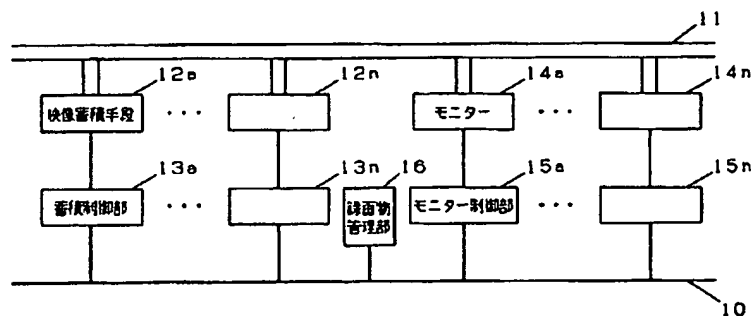 11
12a
12n
14a
14n
映像蓄積手段
・・・
モニター
・・・
13a
13n
16
15a
15n
蓄積制御部
・・・
録画物
管理部
モニター制御部
・・・
10